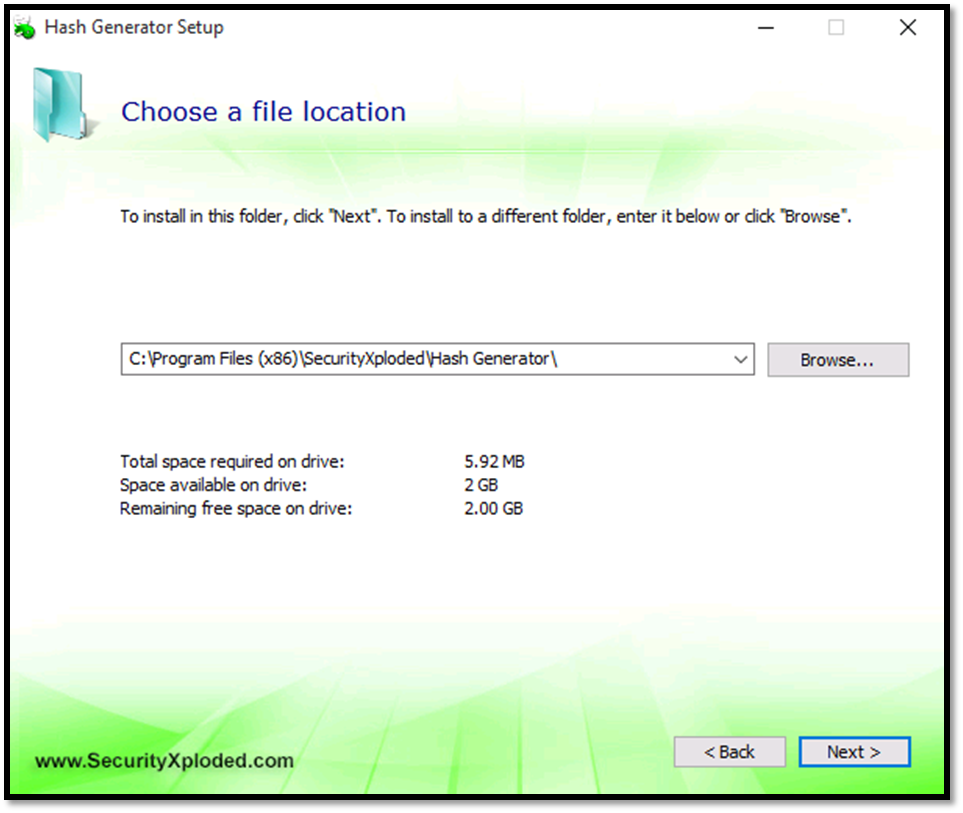 Hash Generator Setup
Choose a file location
To install in this folder, click "Next". To install to a different folder, enter it below or click "Browse".
C:\Program Files (x86)\SecurityXploded\Hash Generator\
Browse...
Total space required on drive: 5.92 MB
Space available on drive: 2 GB
Remaining free space on drive: 2.00 GB
www.SecurityXploded.com
< Back
Next >